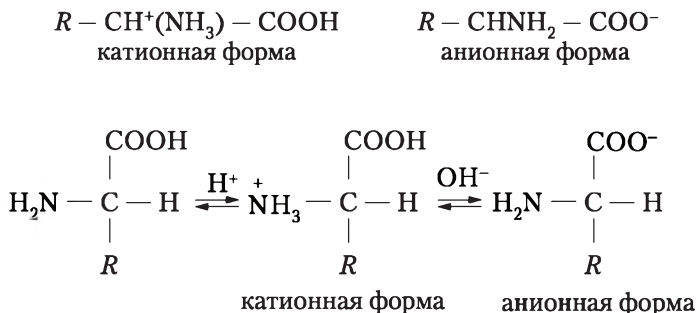 R — CH⁺(NH₃) — COOH R — CHNH₂ — COO⁻
катионная форма анионная форма
COOH COOH COO⁻
| | |
H₂N — C — H ⇌ H⁺ ⁺NH₃ — C — H ⇌ OH⁻ H₂N — C — H
| | |
R R R
катионная форма анионная форма